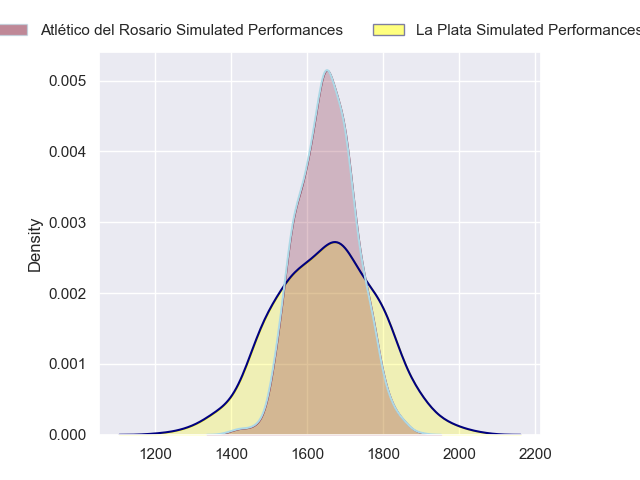 Atlético del Rosario Simulated Performances
La Plata Simulated Performances
0.005
0.004
0.003
0.002
0.001
0.000
Density
1200 1400 1600 1800 2000 2200